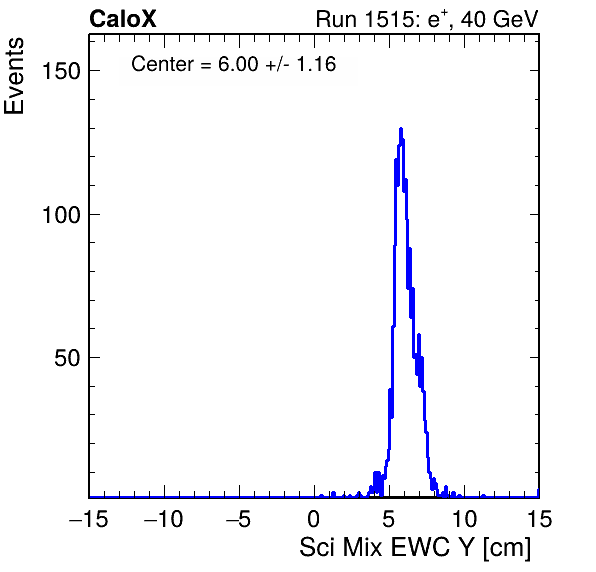 CaloX Run 1515: e⁺, 40 GeV
Center = 6.00 +/- 1.16
Events
150
100
50
−15 −10 −5 0 5 10 15
Sci Mix EWC Y [cm]